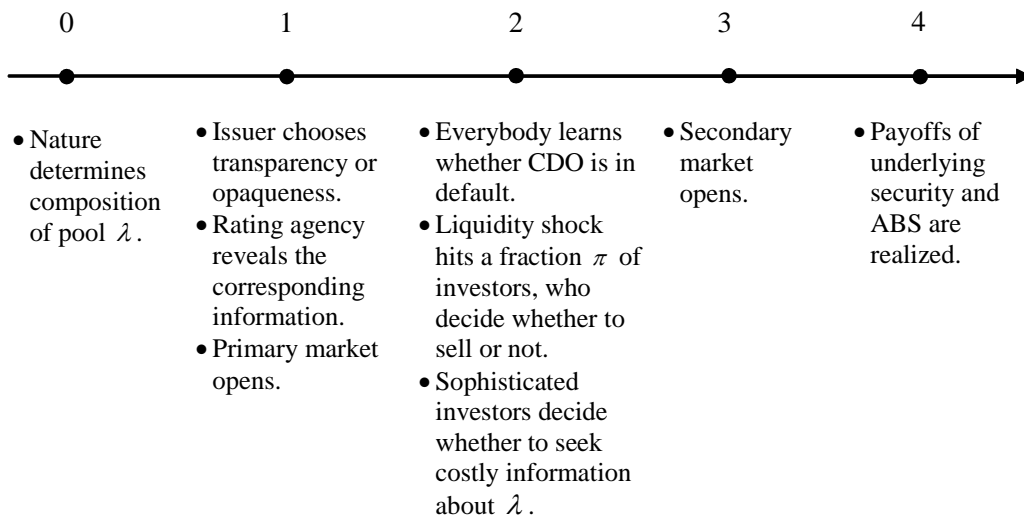 0 1 2 3 4
• Nature
determines
composition
of pool λ .
• Issuer chooses
transparency or
opaqueness.
• Rating agency
reveals the
corresponding
information.
• Primary market
opens.
• Everybody learns
whether CDO is in
default.
• Liquidity shock
hits a fraction π of
investors, who
decide whether to
sell or not.
• Sophisticated
investors decide
whether to seek
costly information
about λ .
• Secondary
market
opens.
• Payoffs of
underlying
security and
ABS are
realized.